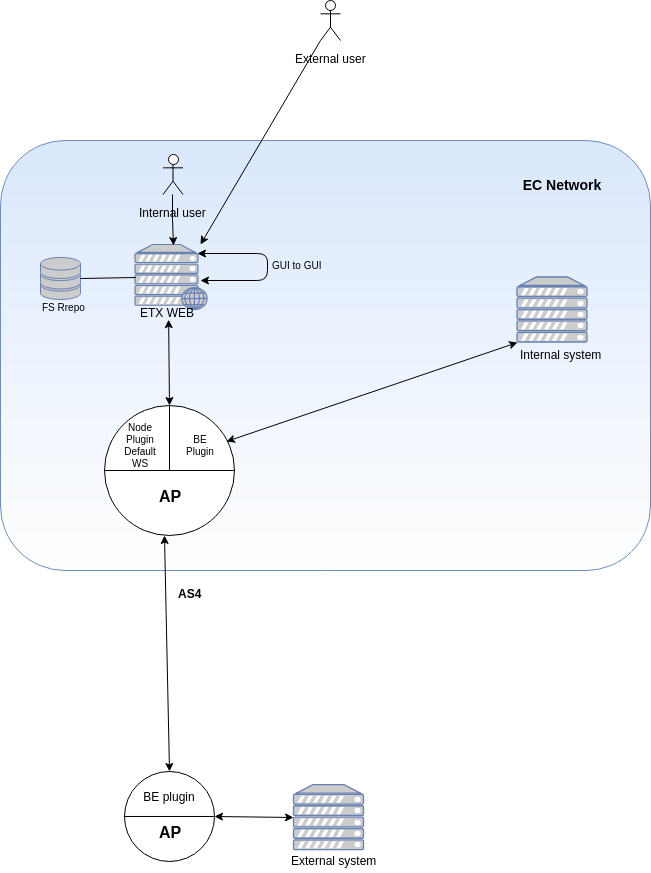 External user
EC Network
Internal user
GUI to GUI
FS Rrepo
ETX WEB
Internal system
Node
Plugin
Default
WS
BE
Plugin
AP
AS4
BE plugin
AP
External system